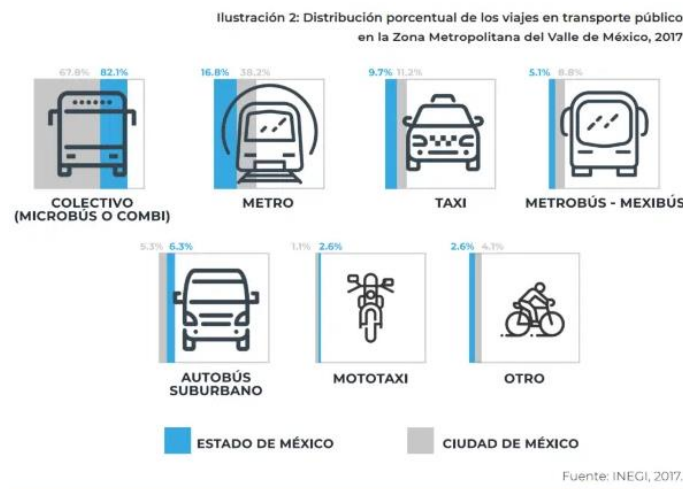 Ilustración 2: Distribución porcentual de los viajes en transporte público
en la Zona Metropolitana del Valle de México, 2017
67.8% 82.1%
16.8% 38.2%
9.7% 11.2%
5.1% 8.8%
COLECTIVO
(MICROBÚS O COMBI)
METRO
TAXI
METROBÚS - MEXIBÚS
5.3% 6.3%
1.1% 2.6%
2.6% 4.1%
AUTOBÚS
SUBURBANO
MOTOTAXI
OTRO
ESTADO DE MÉXICO
CIUDAD DE MÉXICO
Fuente: INEGI, 2017.